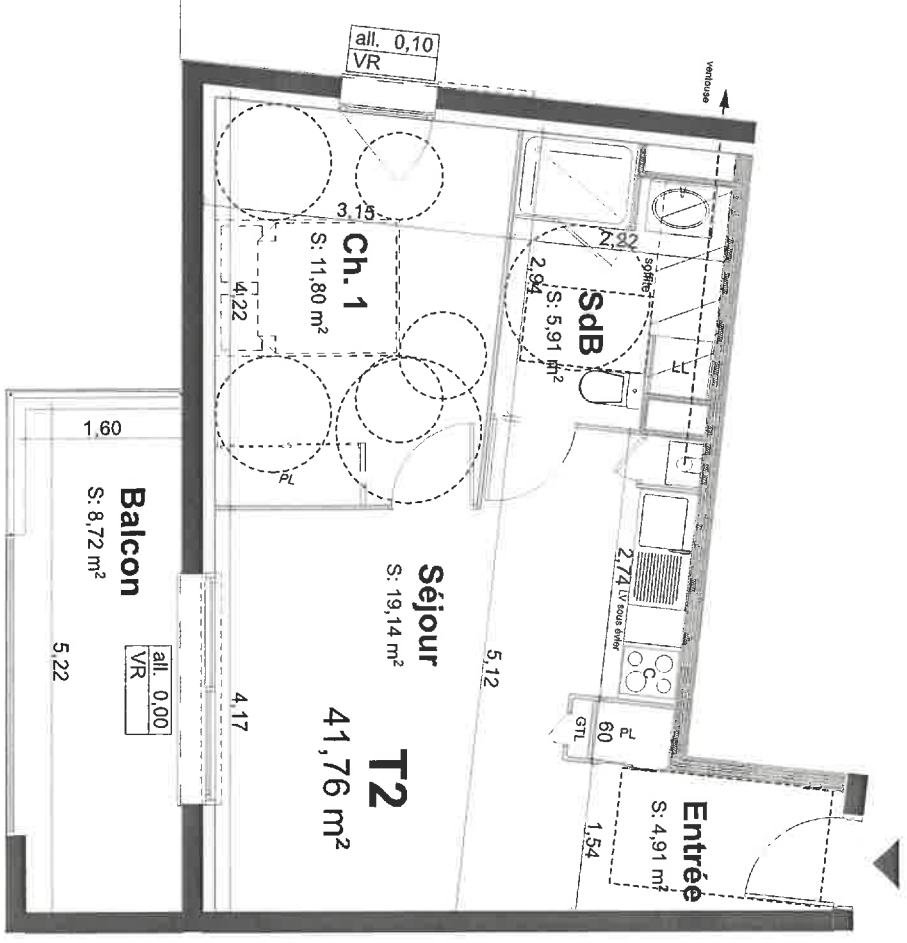 all. 0,10
VR
ventouse
3,15
Ch. 1
S: 11,80 m²
4,22
2,22
soffite
2,94
SdB
S: 5,91 m²
LL
PL
1,60
Balcon
S: 8,72 m²
5,22
all. 0,00
VR
Séjour
S: 19,14 m²
2,74
LV sous évier
C
5,12
4,17
T2
41,76 m²
GTL
60
PL
1,54
Entrée
S: 4,91 m²